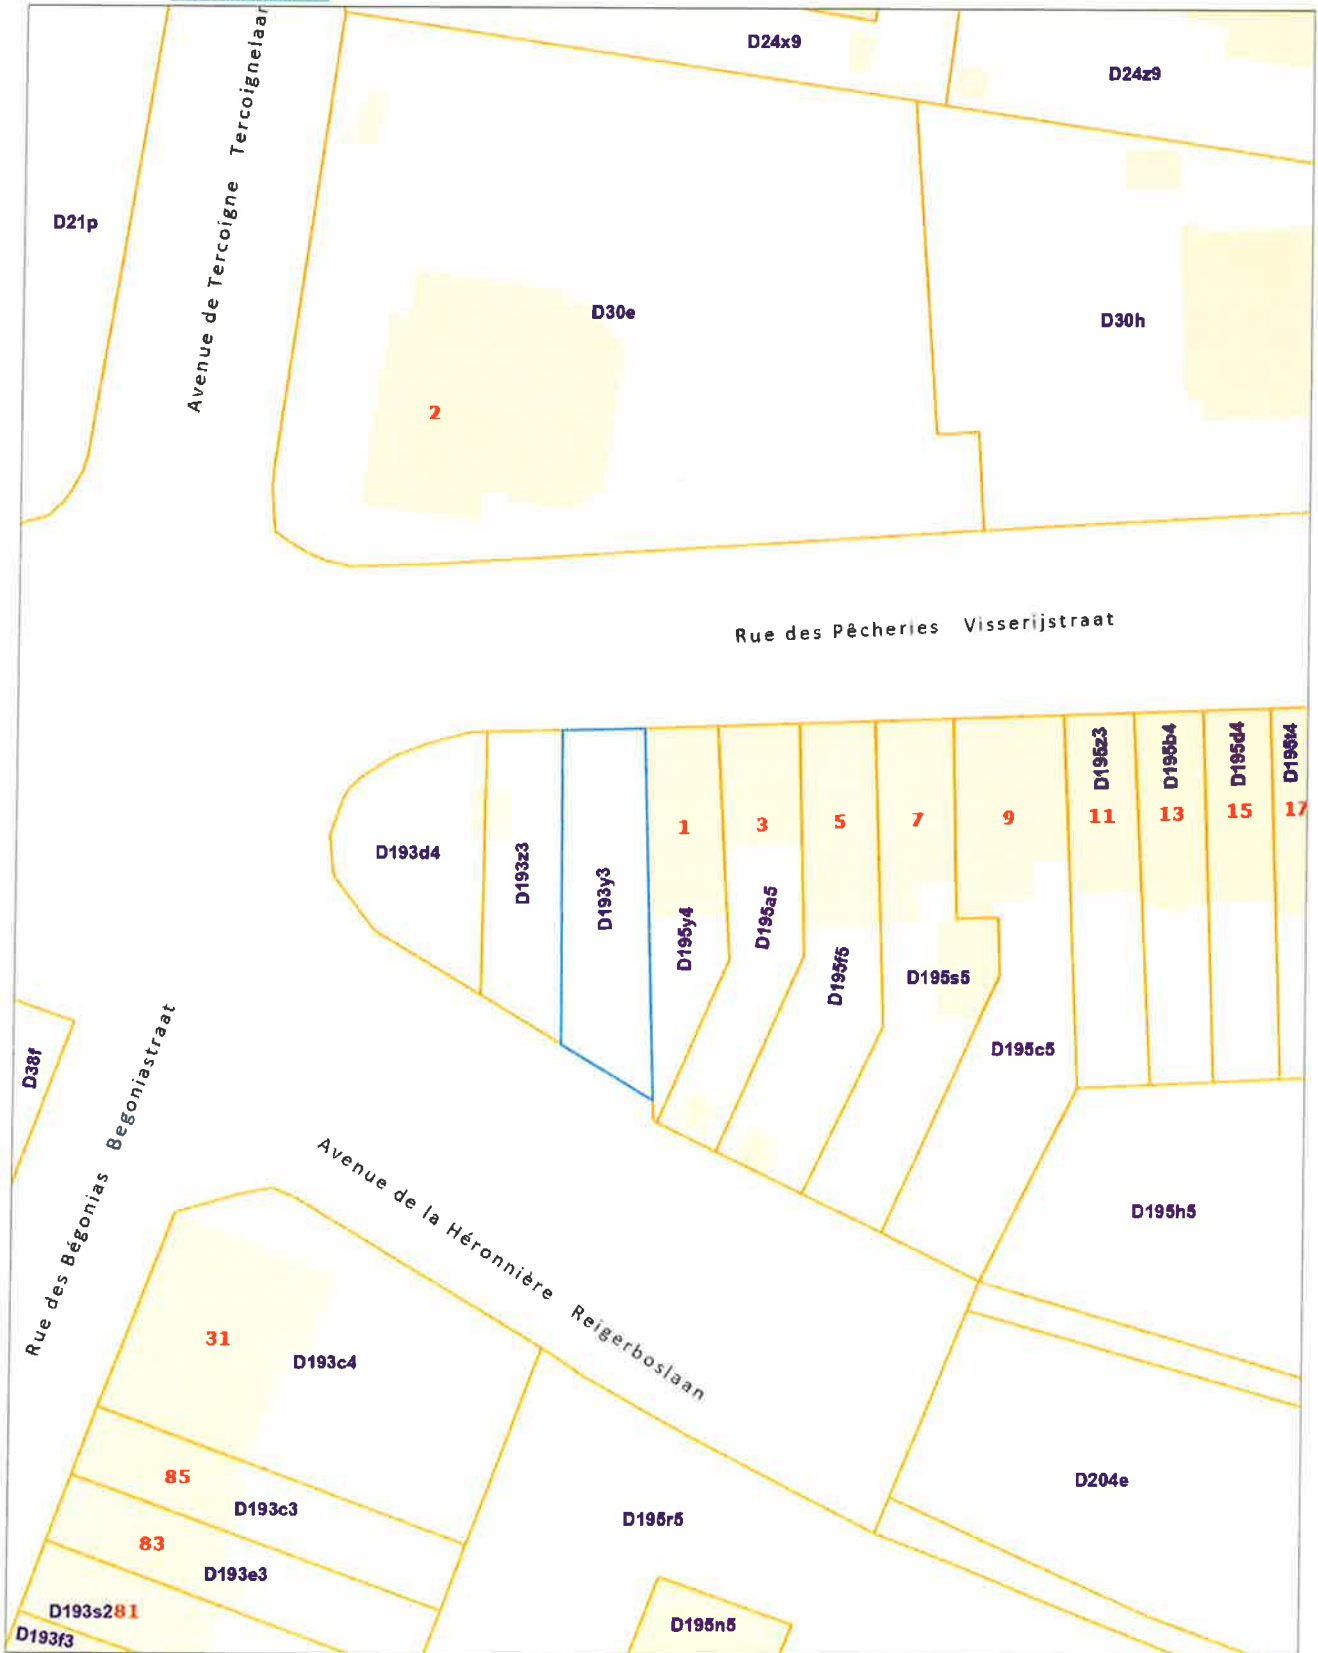 D24x9
D24z9
Avenue de Tercoigne Tercoignelaan
D21p
D30e
D30h
2
Rue des Pêcheries Visserijstraat
D193d4
D193z3
D193y3
1
D195y4
3
D195a5
5
D195f5
7
D195s5
9
D195c5
D195z3
11
D195b4
13
D195d4
15
D195t4
17
D38f
Rue des Bégonias Begoniastraat
Avenue de la Héronnière Reigerboslaan
D195h5
31
D193c4
85
D193c3
83
D193e3
D193s281
D193f3
D195r5
D195n5
D204e